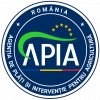 ROMÂNIA
APIA
AGENȚIA DE PLĂȚI ȘI INTERVENȚIE PENTRU AGRICULTURĂ